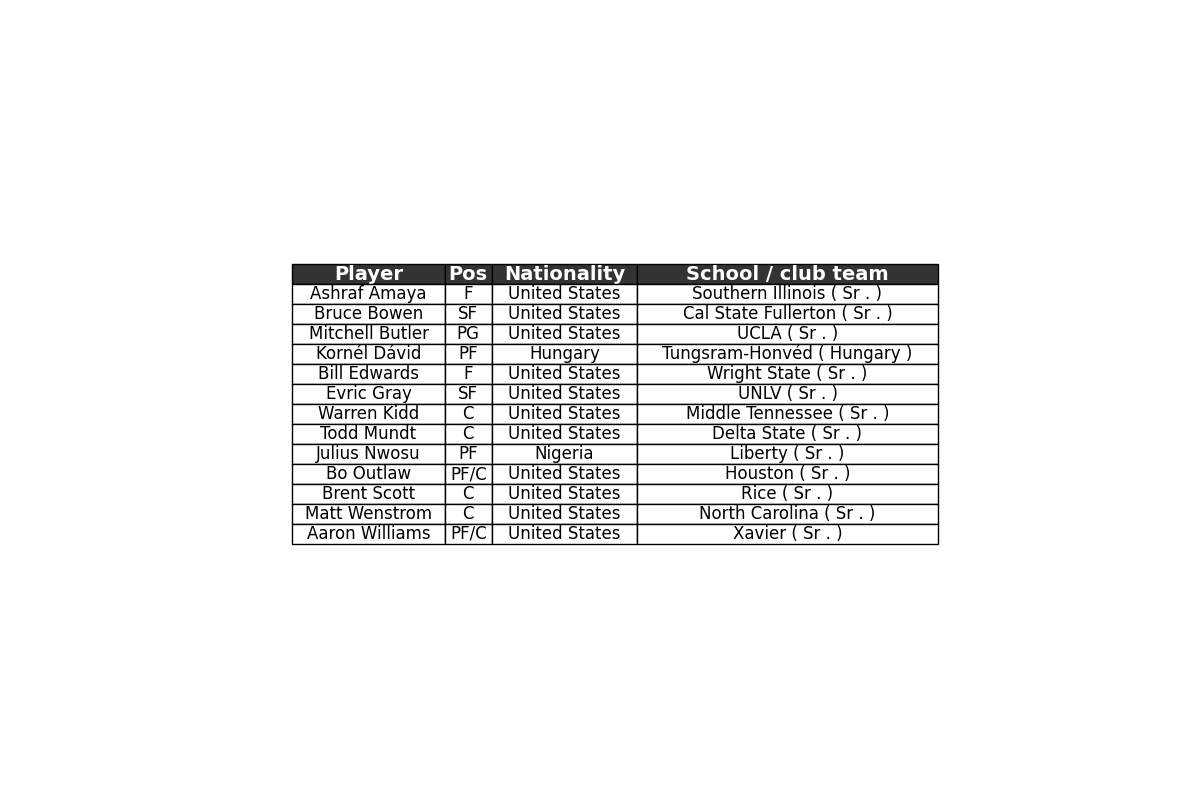 Player Pos Nationality School / club team
Ashraf Amaya F United States Southern Illinois ( Sr . )
Bruce Bowen SF United States Cal State Fullerton ( Sr . )
Mitchell Butler PG United States UCLA ( Sr . )
Kornél Dávid PF Hungary Tungsram-Honvéd ( Hungary )
Bill Edwards F United States Wright State ( Sr . )
Evric Gray SF United States UNLV ( Sr . )
Warren Kidd C United States Middle Tennessee ( Sr . )
Todd Mundt C United States Delta State ( Sr . )
Julius Nwosu PF Nigeria Liberty ( Sr . )
Bo Outlaw PF/C United States Houston ( Sr . )
Brent Scott C United States Rice ( Sr . )
Matt Wenstrom C United States North Carolina ( Sr . )
Aaron Williams PF/C United States Xavier ( Sr . )